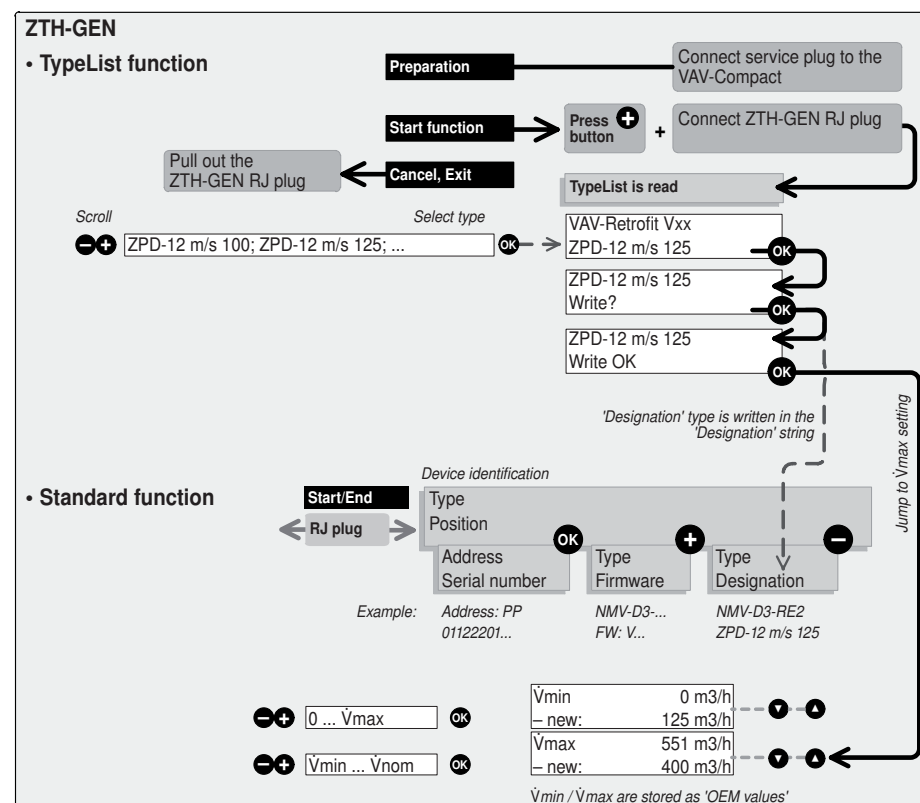 ZTH-GEN
• TypeList function
Preparation
Connect service plug to the
VAV-Compact
Start function
Press +
button
+
Connect ZTH-GEN RJ plug
Pull out the
ZTH-GEN RJ plug
Cancel, Exit
TypeList is read
Scroll
Select type
– + ZPD-12 m/s 100; ZPD-12 m/s 125; ... OK
VAV-Retrofit Vxx
ZPD-12 m/s 125
OK
ZPD-12 m/s 125
Write?
OK
ZPD-12 m/s 125
Write OK
OK
'Designation' type is written in the
'Designation' string
Jump to V̇max setting
• Standard function
Start/End
RJ plug
Device identification
Type
Position
OK
Address
Serial number
+
Type
Firmware
–
Type
Designation
Example:
Address: PP
01122201...
NMV-D3-...
FW: V...
NMV-D3-RE2
ZPD-12 m/s 125
– + 0 ... V̇max OK
V̇min 0 m3/h
– new: 125 m3/h
▼ ▲
– + V̇min ... V̇nom OK
V̇max 551 m3/h
– new: 400 m3/h
▼ ▲
V̇min / V̇max are stored as 'OEM values'